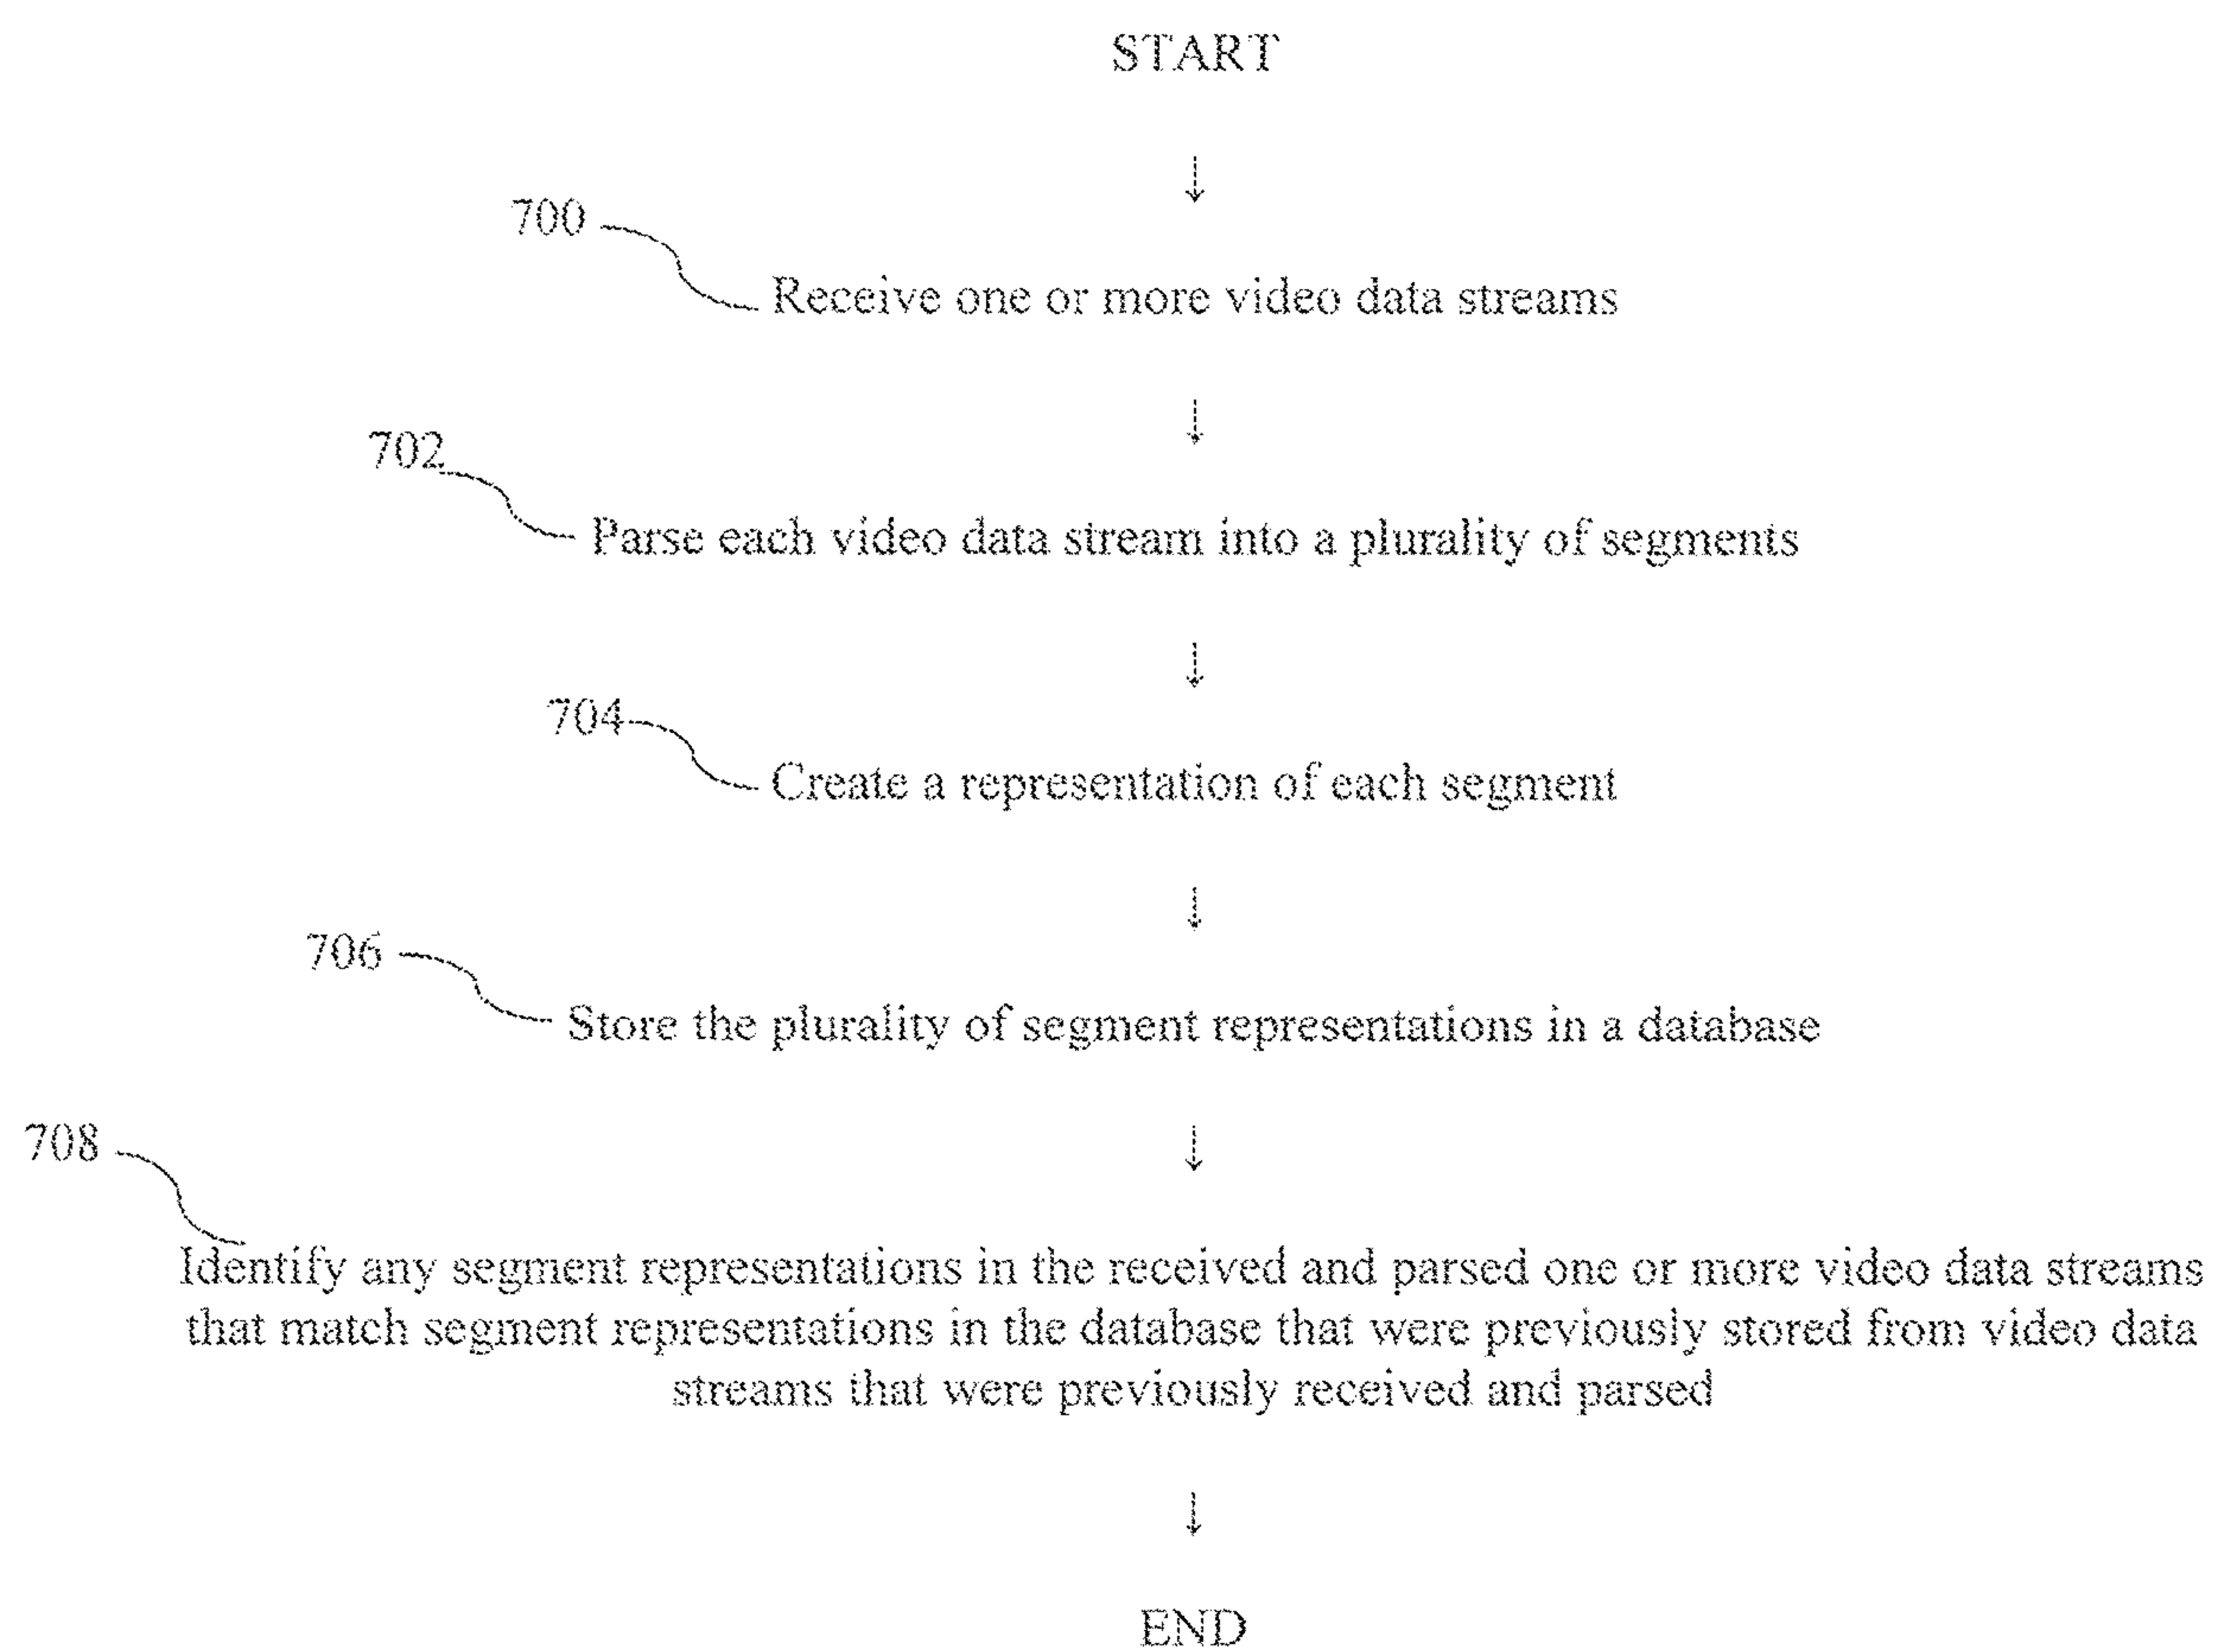 START
↓
700
Receive one or more video data streams
↓
702
Parse each video data stream into a plurality of segments
↓
704
Create a representation of each segment
↓
706
Store the plurality of segment representations in a database
↓
708
Identify any segment representations in the received and parsed one or more video data streams
that match segment representations in the database that were previously stored from video data
streams that were previously received and parsed
↓
END